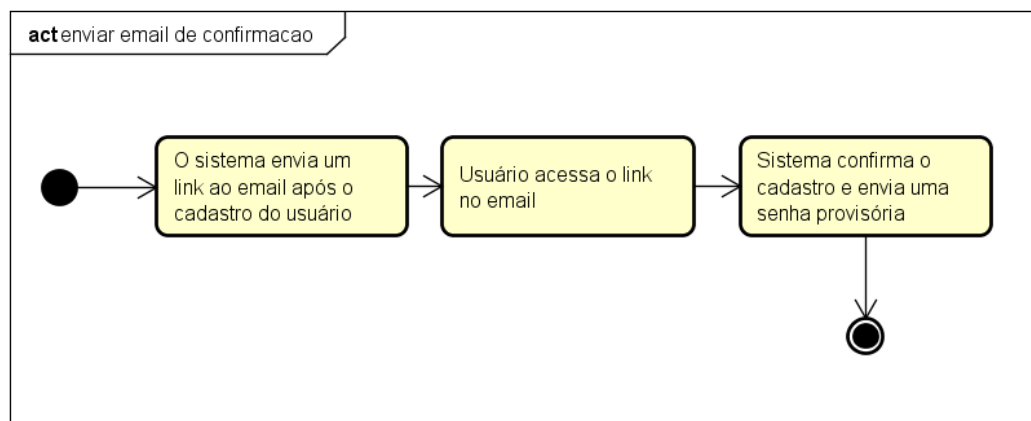 act enviar email de confirmacao
O sistema envia um
link ao email após o
cadastro do usuário
Usuário acessa o link
no email
Sistema confirma o
cadastro e envia uma
senha provisória